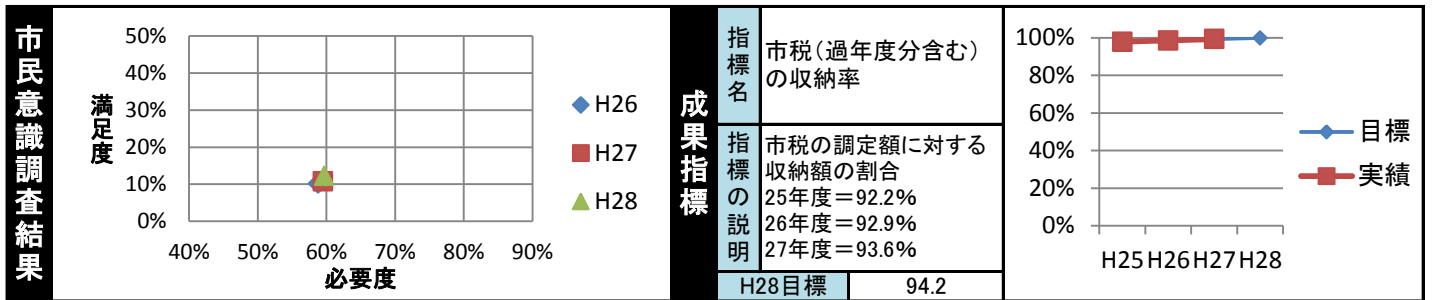 市民意識調査結果
満足度
50%
40%
30%
20%
10%
0%
40% 50% 60% 70% 80% 90%
必要度
H26
H27
H28
成果指標
指標名
市税(過年度分含む)
の収納率
指標の説明
市税の調定額に対する
収納額の割合
25年度＝92.2%
26年度＝92.9%
27年度＝93.6%
H28目標 94.2
100%
80%
60%
40%
20%
0%
H25 H26 H27 H28
目標
実績